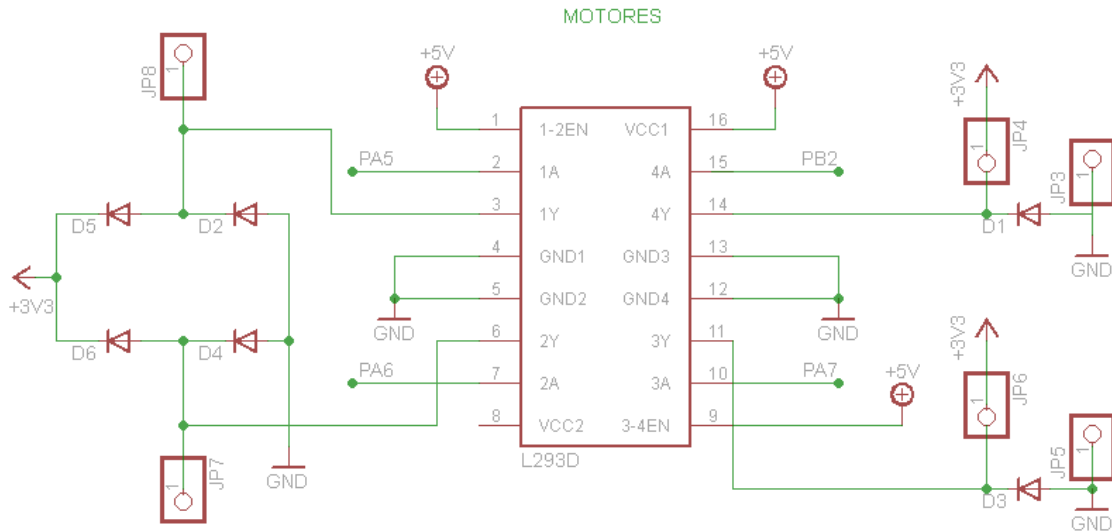 MOTORES
JP8
1
+5V
+5V
+3V3
JP4
1
JP3
1
1
1-2EN
VCC1
16
PA5
2
1A
4A
15
PB2
3
1Y
4Y
14
D5
D2
D1
4
GND1
GND3
13
GND
+3V3
5
GND2
GND4
12
GND
GND
D6
D4
6
2Y
3Y
11
+3V3
PA6
7
2A
3A
10
PA7
+5V
JP6
1
8
VCC2
3-4EN
9
JP5
1
L293D
JP7
1
GND
D3
GND